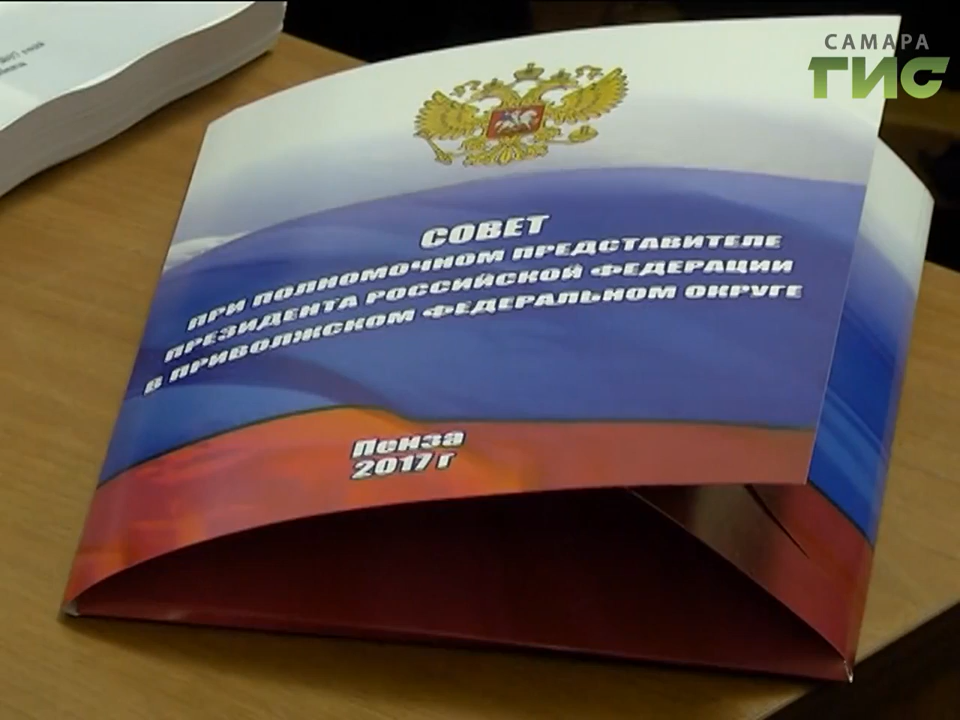 САМАРА
ГИС
СОВЕТ
ПРИ ПОЛНОМОЧНОМ ПРЕДСТАВИТЕЛЕ
ПРЕЗИДЕНТА РОССИЙСКОЙ ФЕДЕРАЦИИ
В ПРИВОЛЖСКОМ ФЕДЕРАЛЬНОМ ОКРУГЕ
Пенза
2017 г